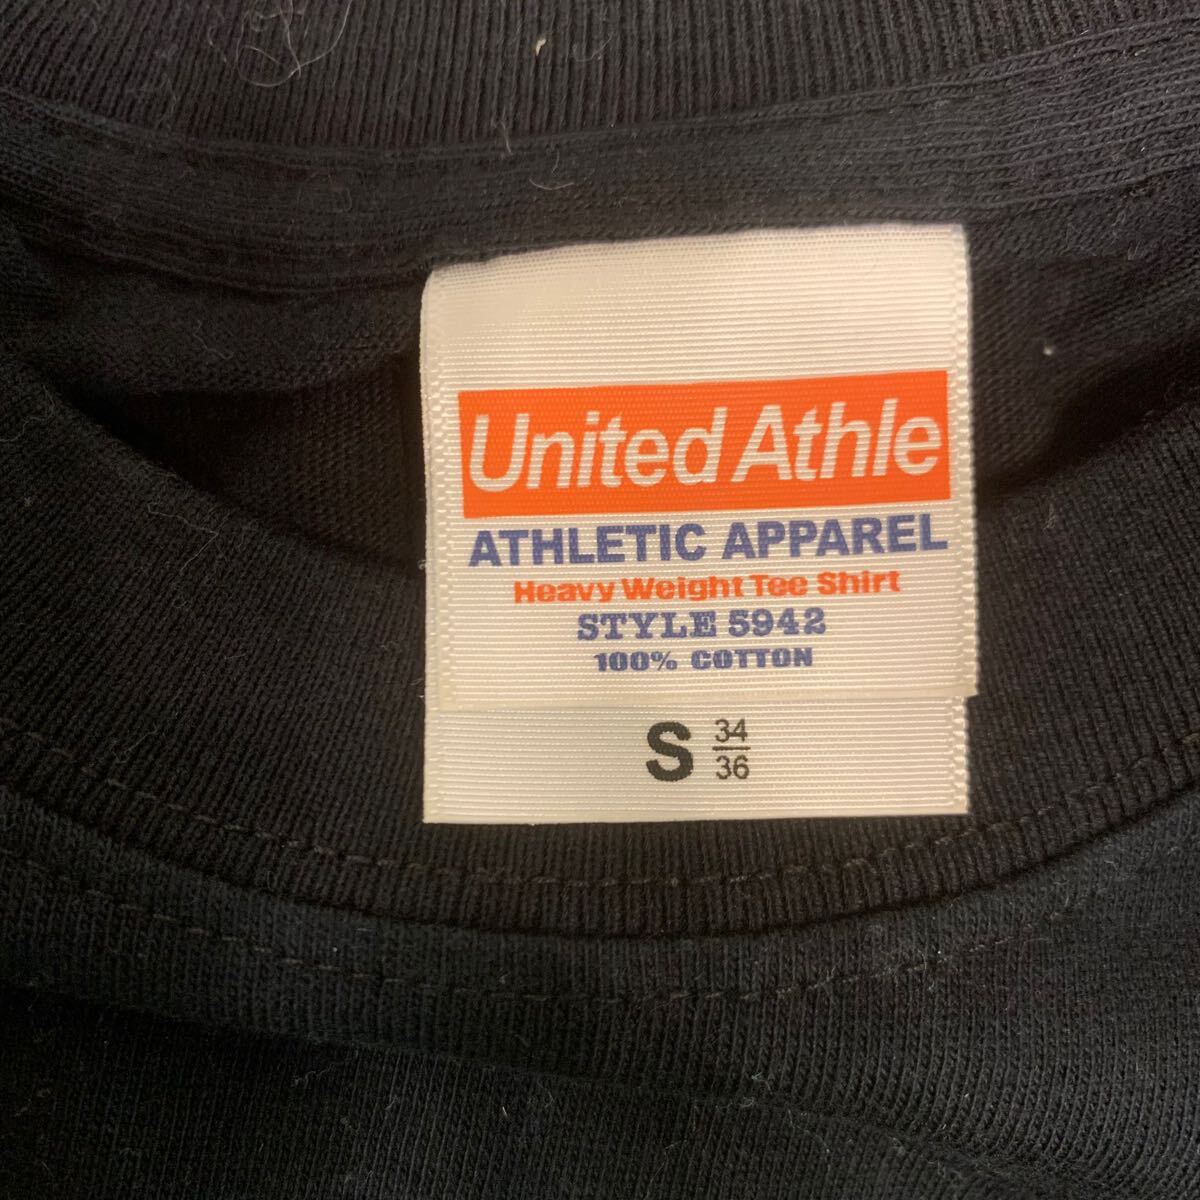 United Athle
ATHLETIC APPAREL
Heavy Weight Tee Shirt
STYLE 5942
100% COTTON
S 34
36